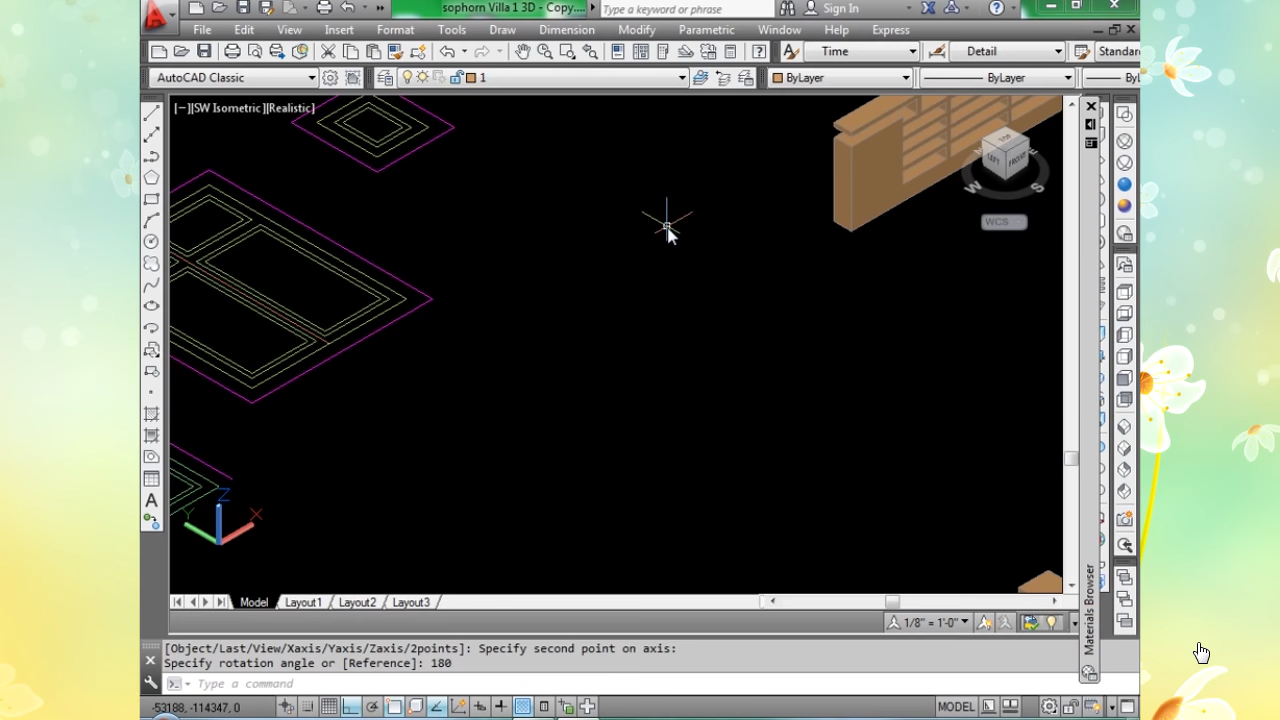 sophorn Villa 1 3D - Copy....
Type a keyword or phrase
Sign In
File Edit View Insert Format Tools Draw Dimension Modify Parametric Window Help Express
Time
Detail
AutoCAD Classic
1
ByLayer
ByLayer
[−][SW Isometric][Realistic]
TOP
LEFT
FRONT
W
S
WCS
Z
Y
X
A
Model
Layout1
Layout2
Layout3
1/8" = 1'-0"
Materials Browser
[Object/Last/View/Xaxis/Yaxis/Zaxis/2points]: Specify second point on axis:
Specify rotation angle or [Reference]: 180
Type a command
-53188, -114347, 0
MODEL